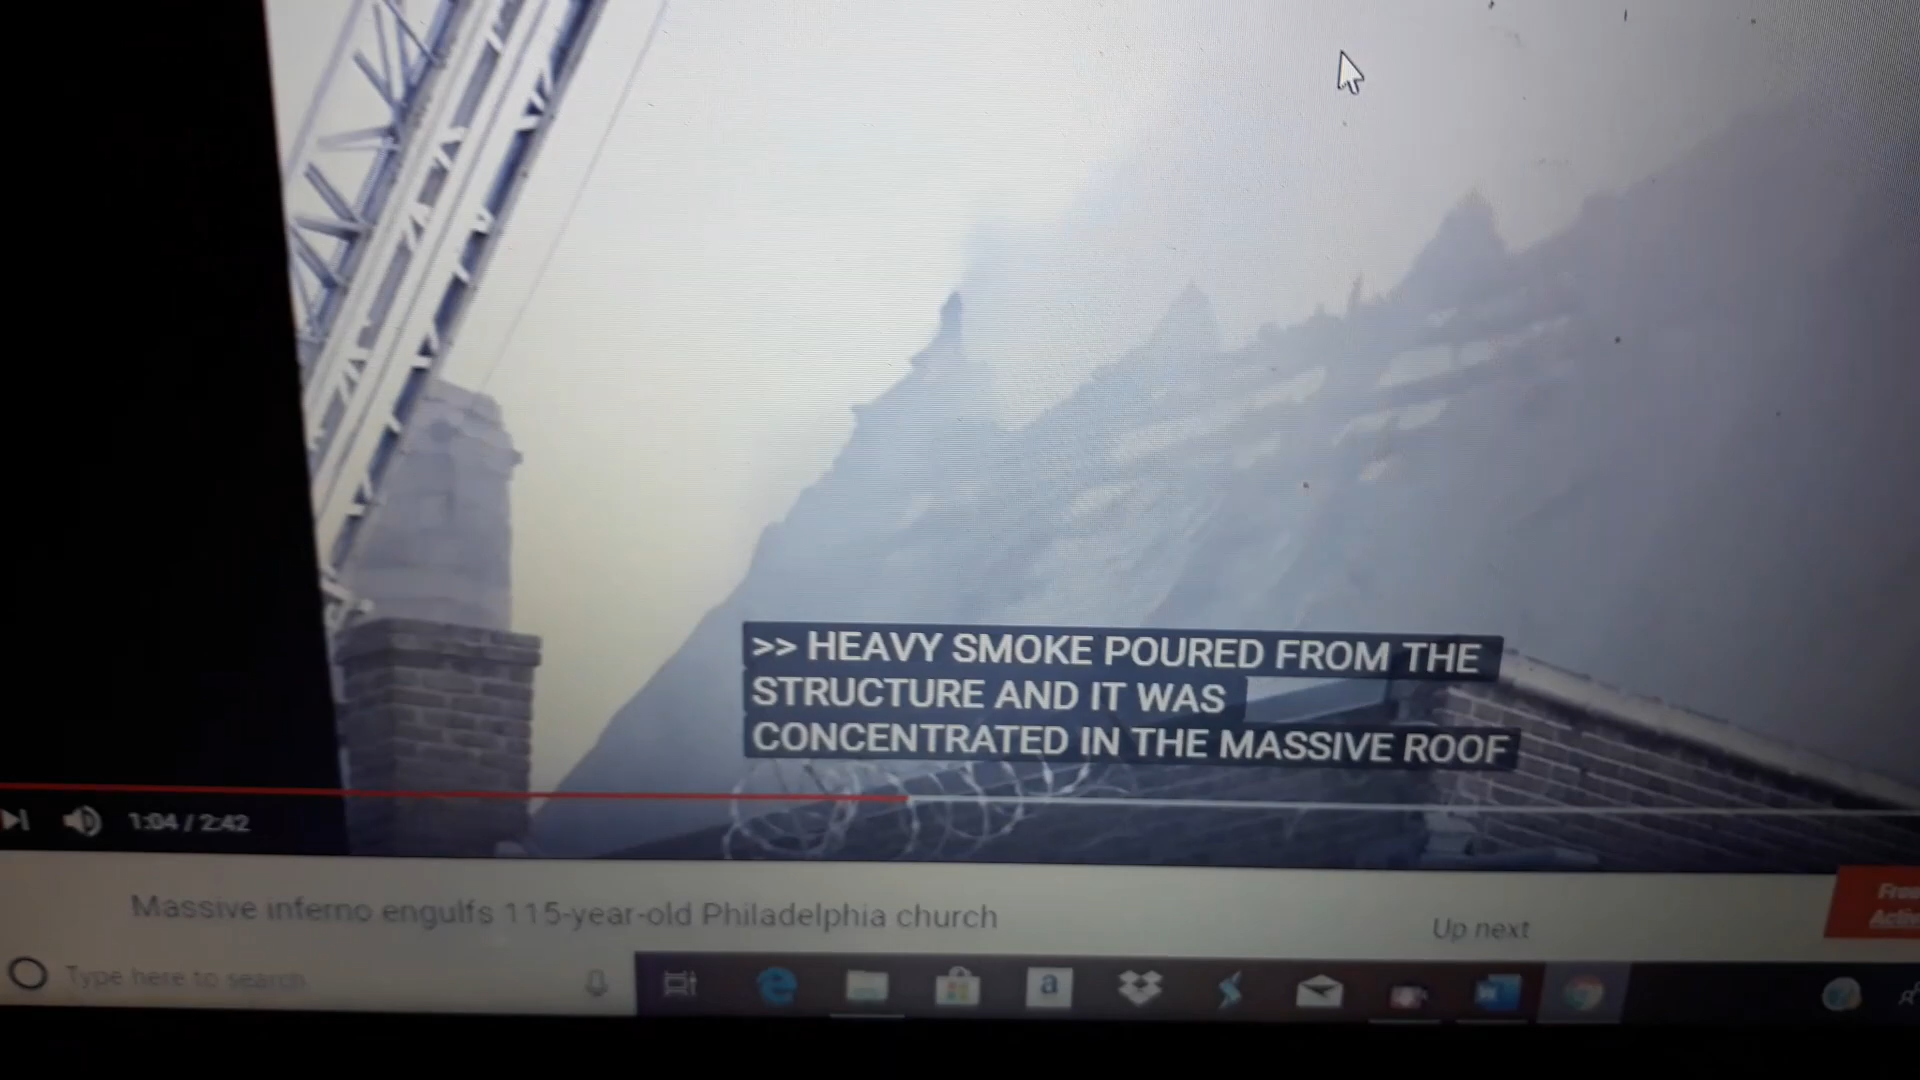 >> HEAVY SMOKE POURED FROM THE
STRUCTURE AND IT WAS
CONCENTRATED IN THE MASSIVE ROOF
1:04 / 2:42
Massive inferno engulfs 115-year-old Philadelphia church
Up next
Type here to search
a